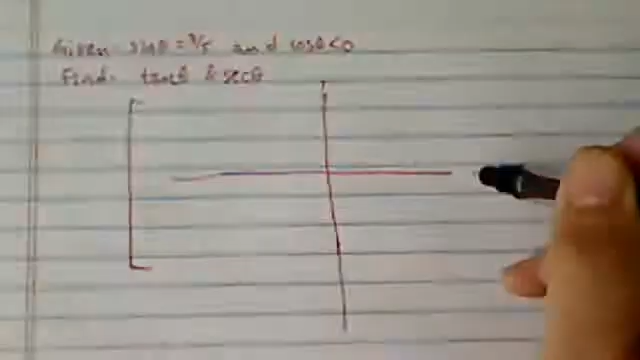 Given sinθ = 3/5 and cosθ<0
Find tanθ & secθ